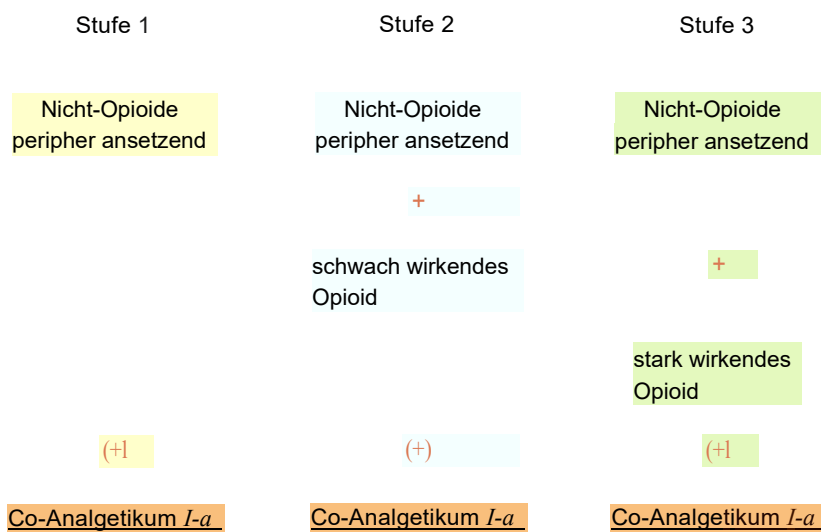 Stufe 1
Stufe 2
Stufe 3
Nicht-Opioide
peripher ansetzend
Nicht-Opioide
peripher ansetzend
Nicht-Opioide
peripher ansetzend
+
schwach wirkendes
Opioid
+
stark wirkendes
Opioid
(+l
(+)
(+l
Co-Analgetikum I-a
Co-Analgetikum I-a
Co-Analgetikum I-a